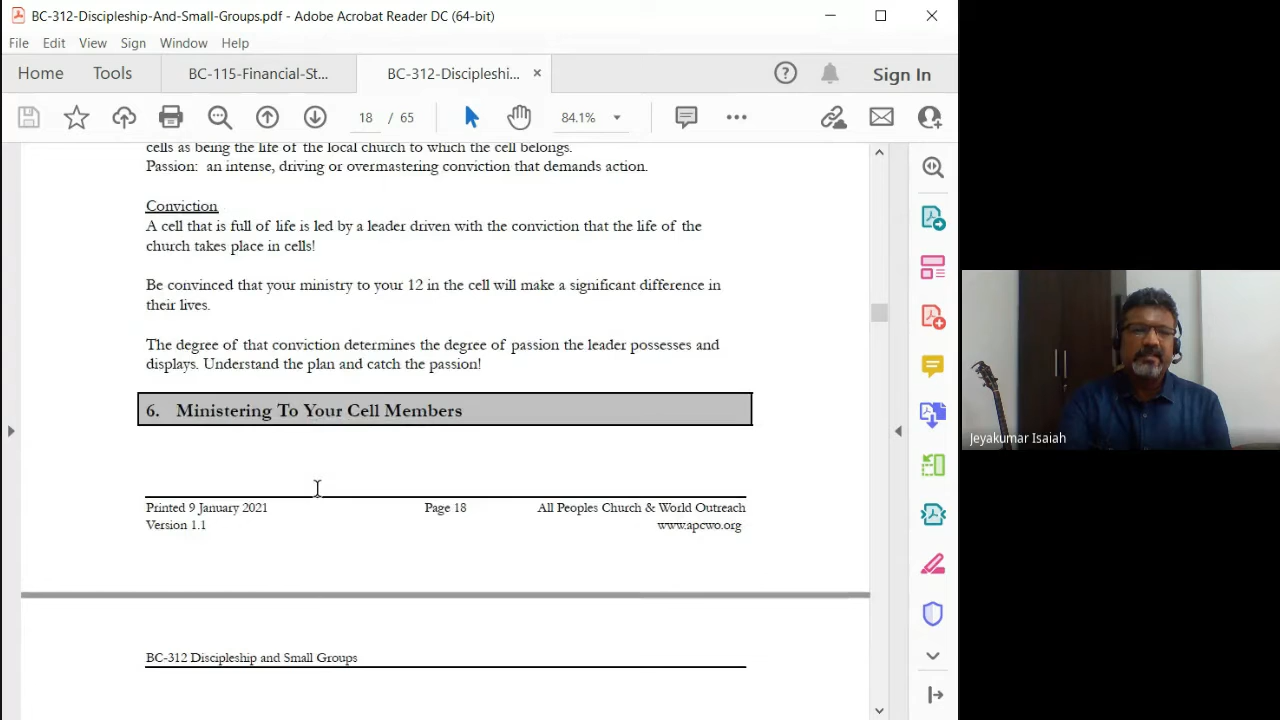 BC-312-Discipleship-And-Small-Groups.pdf - Adobe Acrobat Reader DC (64-bit)
File Edit View Sign Window Help
Home Tools BC-115-Financial-St... BC-312-Discipleshi... × Sign In
18 / 65 84.1%
cells as being the life of the local church to which the cell belongs.
Passion: an intense, driving or overmastering conviction that demands action.
Conviction
A cell that is full of life is led by a leader driven with the conviction that the life of the
church takes place in cells!
Be convinced that your ministry to your 12 in the cell will make a significant difference in
their lives.
The degree of that conviction determines the degree of passion the leader possesses and
displays. Understand the plan and catch the passion!
6. Ministering To Your Cell Members
Printed 9 January 2021 Page 18 All Peoples Church & World Outreach
Version 1.1 www.apcwo.org
BC-312 Discipleship and Small Groups
Jeyakumar Isaiah